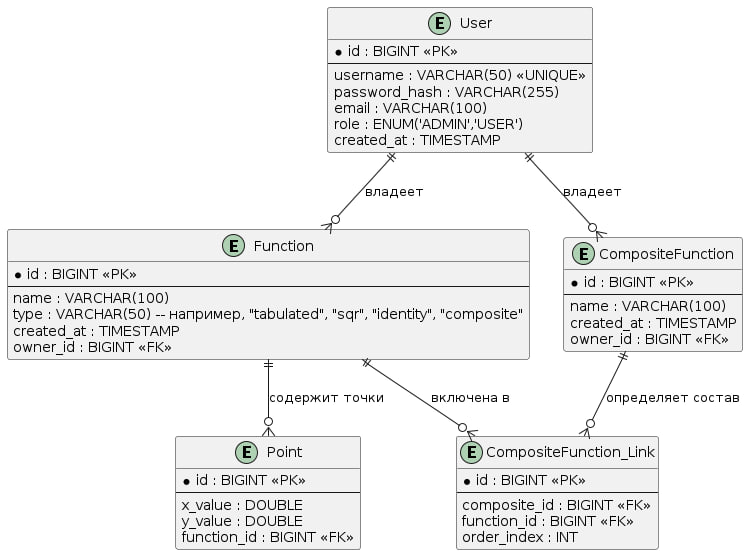 E User
* id : BIGINT «PK»
username : VARCHAR(50) «UNIQUE»
password_hash : VARCHAR(255)
email : VARCHAR(100)
role : ENUM('ADMIN','USER')
created_at : TIMESTAMP
владеет
владеет
E Function
* id : BIGINT «PK»
name : VARCHAR(100)
type : VARCHAR(50) -- например, "tabulated", "sqr", "identity", "composite"
created_at : TIMESTAMP
owner_id : BIGINT «FK»
E CompositeFunction
* id : BIGINT «PK»
name : VARCHAR(100)
created_at : TIMESTAMP
owner_id : BIGINT «FK»
содержит точки
включена в
определяет состав
E Point
* id : BIGINT «PK»
x_value : DOUBLE
y_value : DOUBLE
function_id : BIGINT «FK»
E CompositeFunction_Link
* id : BIGINT «PK»
composite_id : BIGINT «FK»
function_id : BIGINT «FK»
order_index : INT